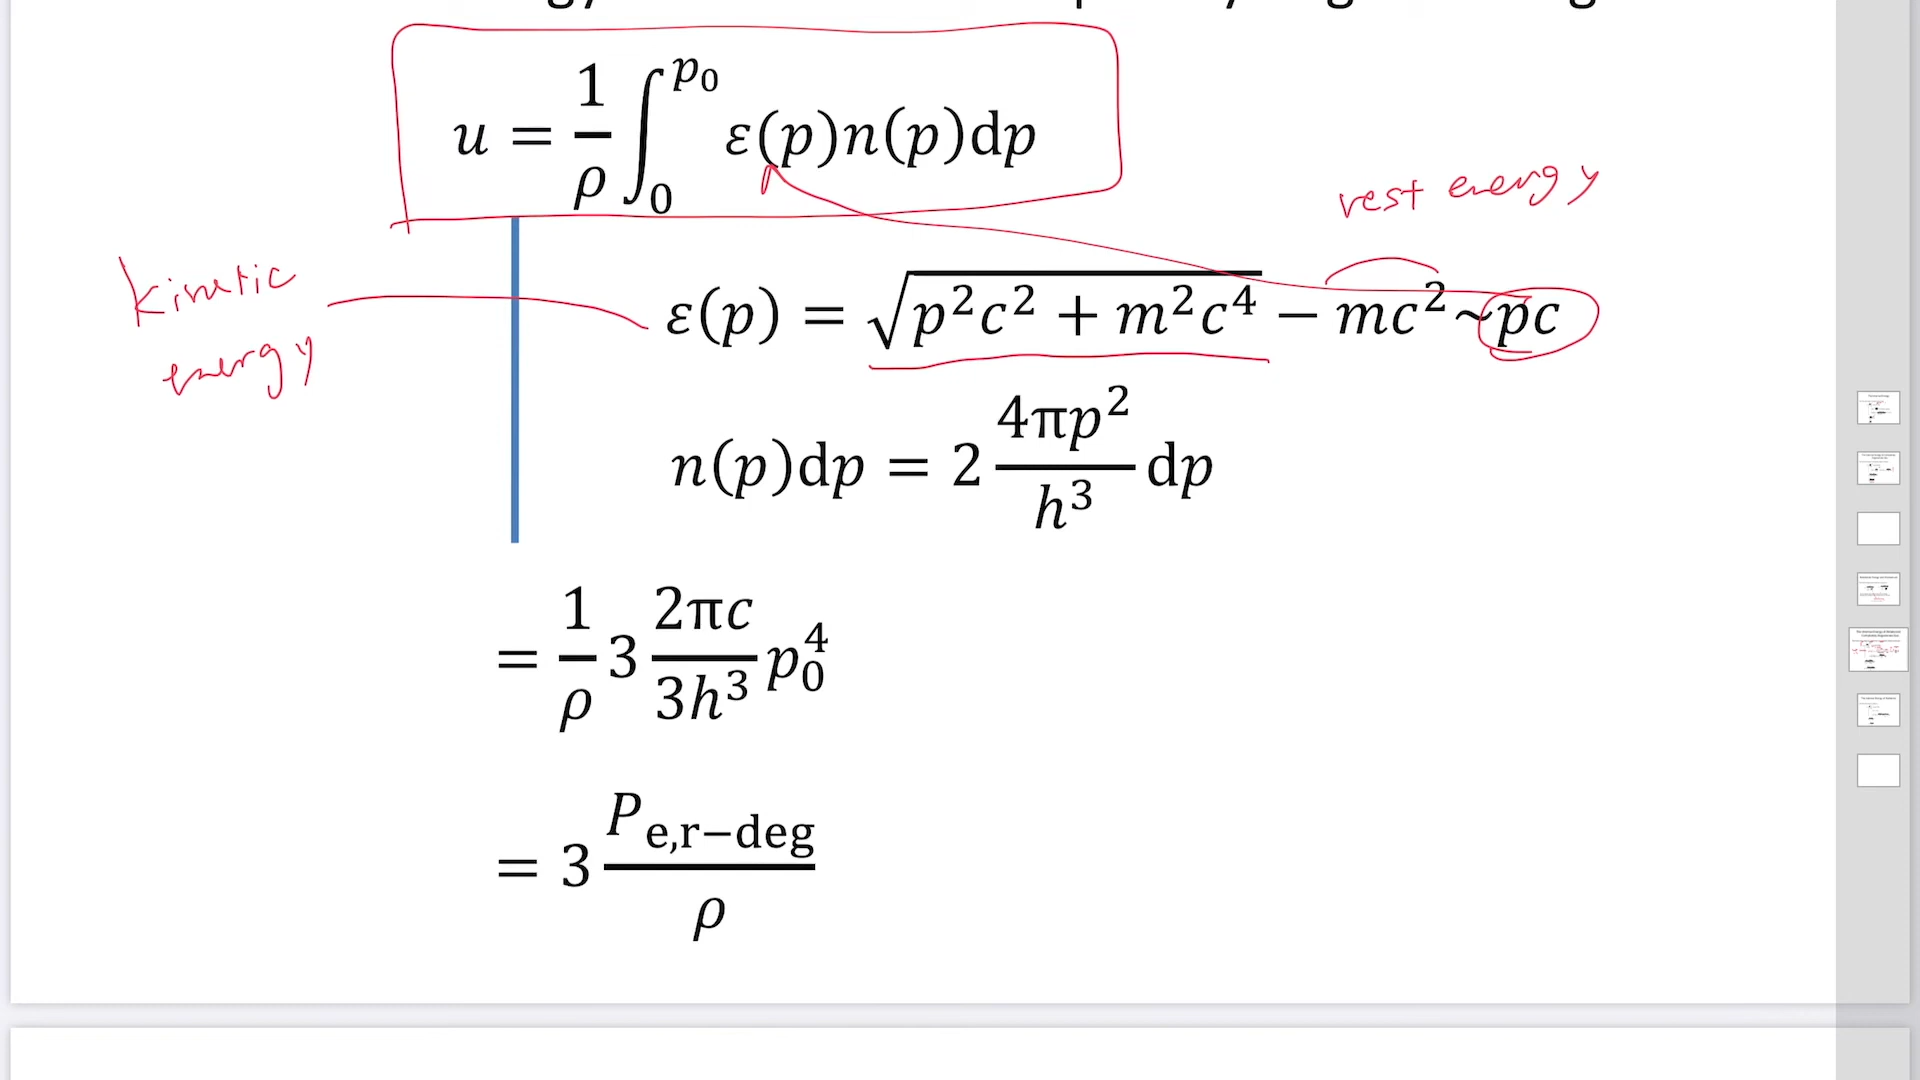 u = 1/ρ ∫₀^p₀ ε(p)n(p)dp
rest energy
kinetic
energy
ε(p) = √(p²c² + m²c⁴) − mc² ~ pc
n(p)dp = 2 4πp²/h³ dp
= 1/ρ 3 2πc/3h³ p₀⁴
= 3 P e,r−deg / ρ